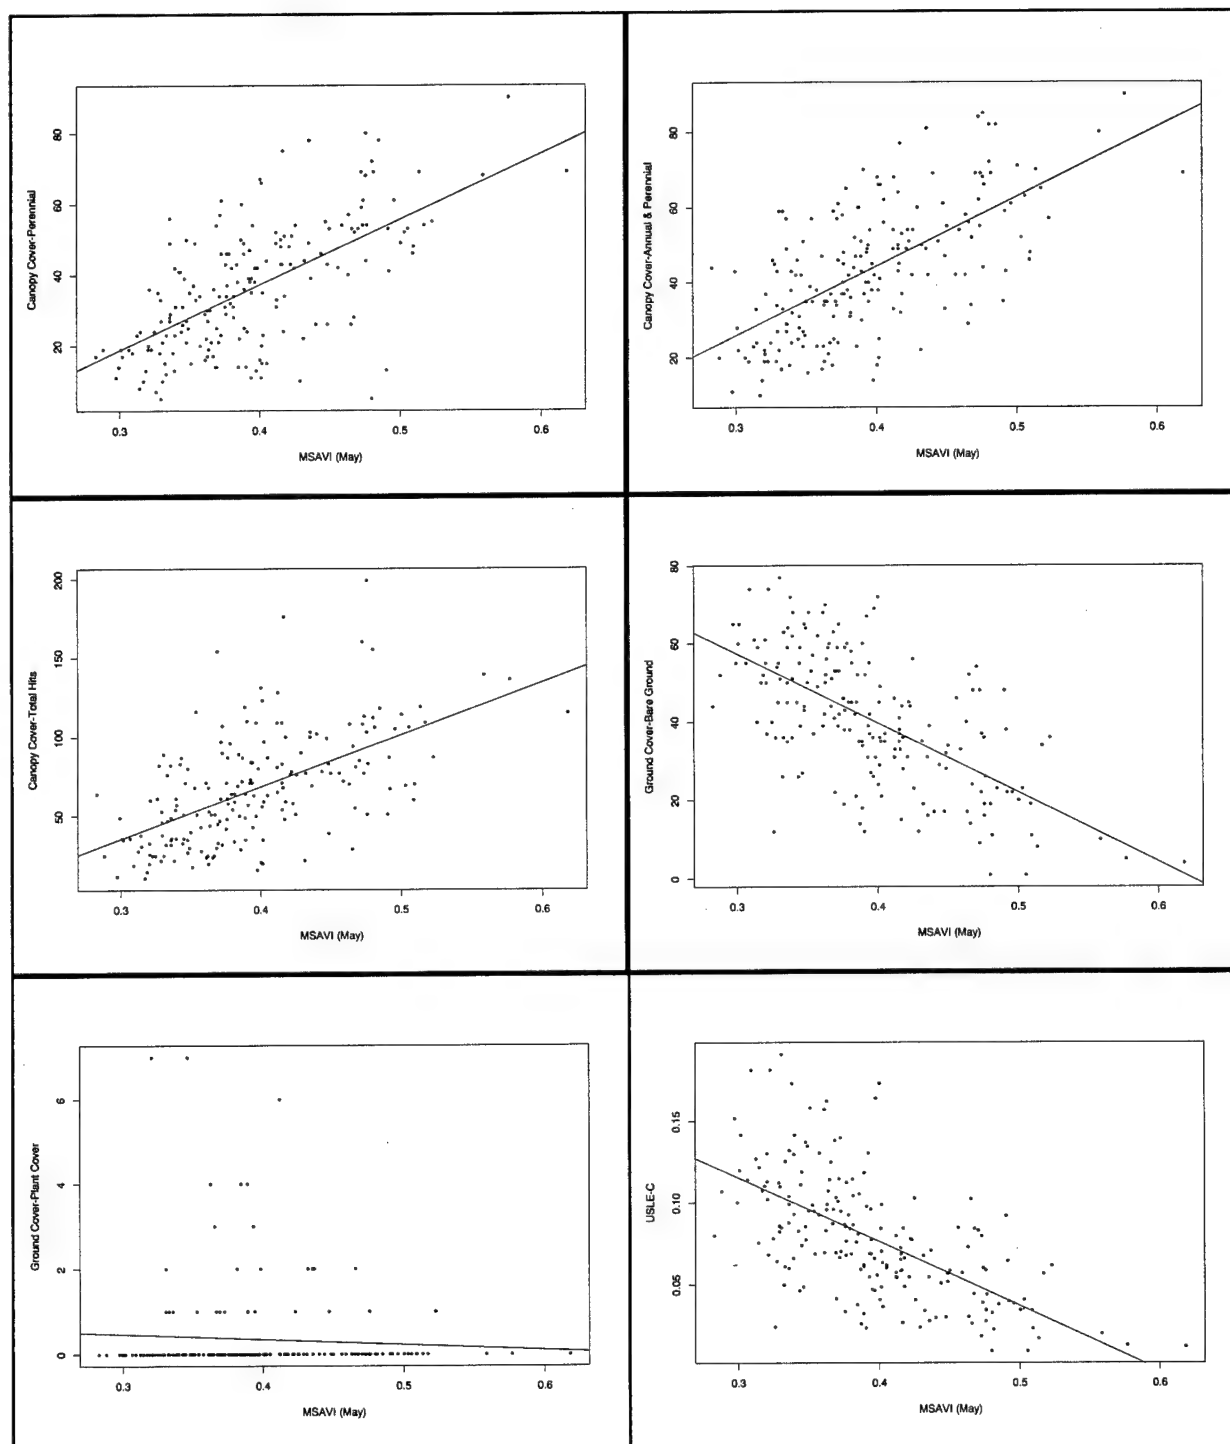 Canopy Cover-Perennial
80
60
40
20
0.3 0.4 0.5 0.6
MSAVI (May)
Canopy Cover-Annual & Perennial
80
60
40
20
0.3 0.4 0.5 0.6
MSAVI (May)
Canopy Cover-Total Hits
200
150
100
50
0.3 0.4 0.5 0.6
MSAVI (May)
Ground Cover-Bare Ground
80
60
40
20
0
0.3 0.4 0.5 0.6
MSAVI (May)
Ground Cover-Plant Cover
6
4
2
0
0.3 0.4 0.5 0.6
MSAVI (May)
USLE-C
0.15
0.10
0.05
0.3 0.4 0.5 0.6
MSAVI (May)